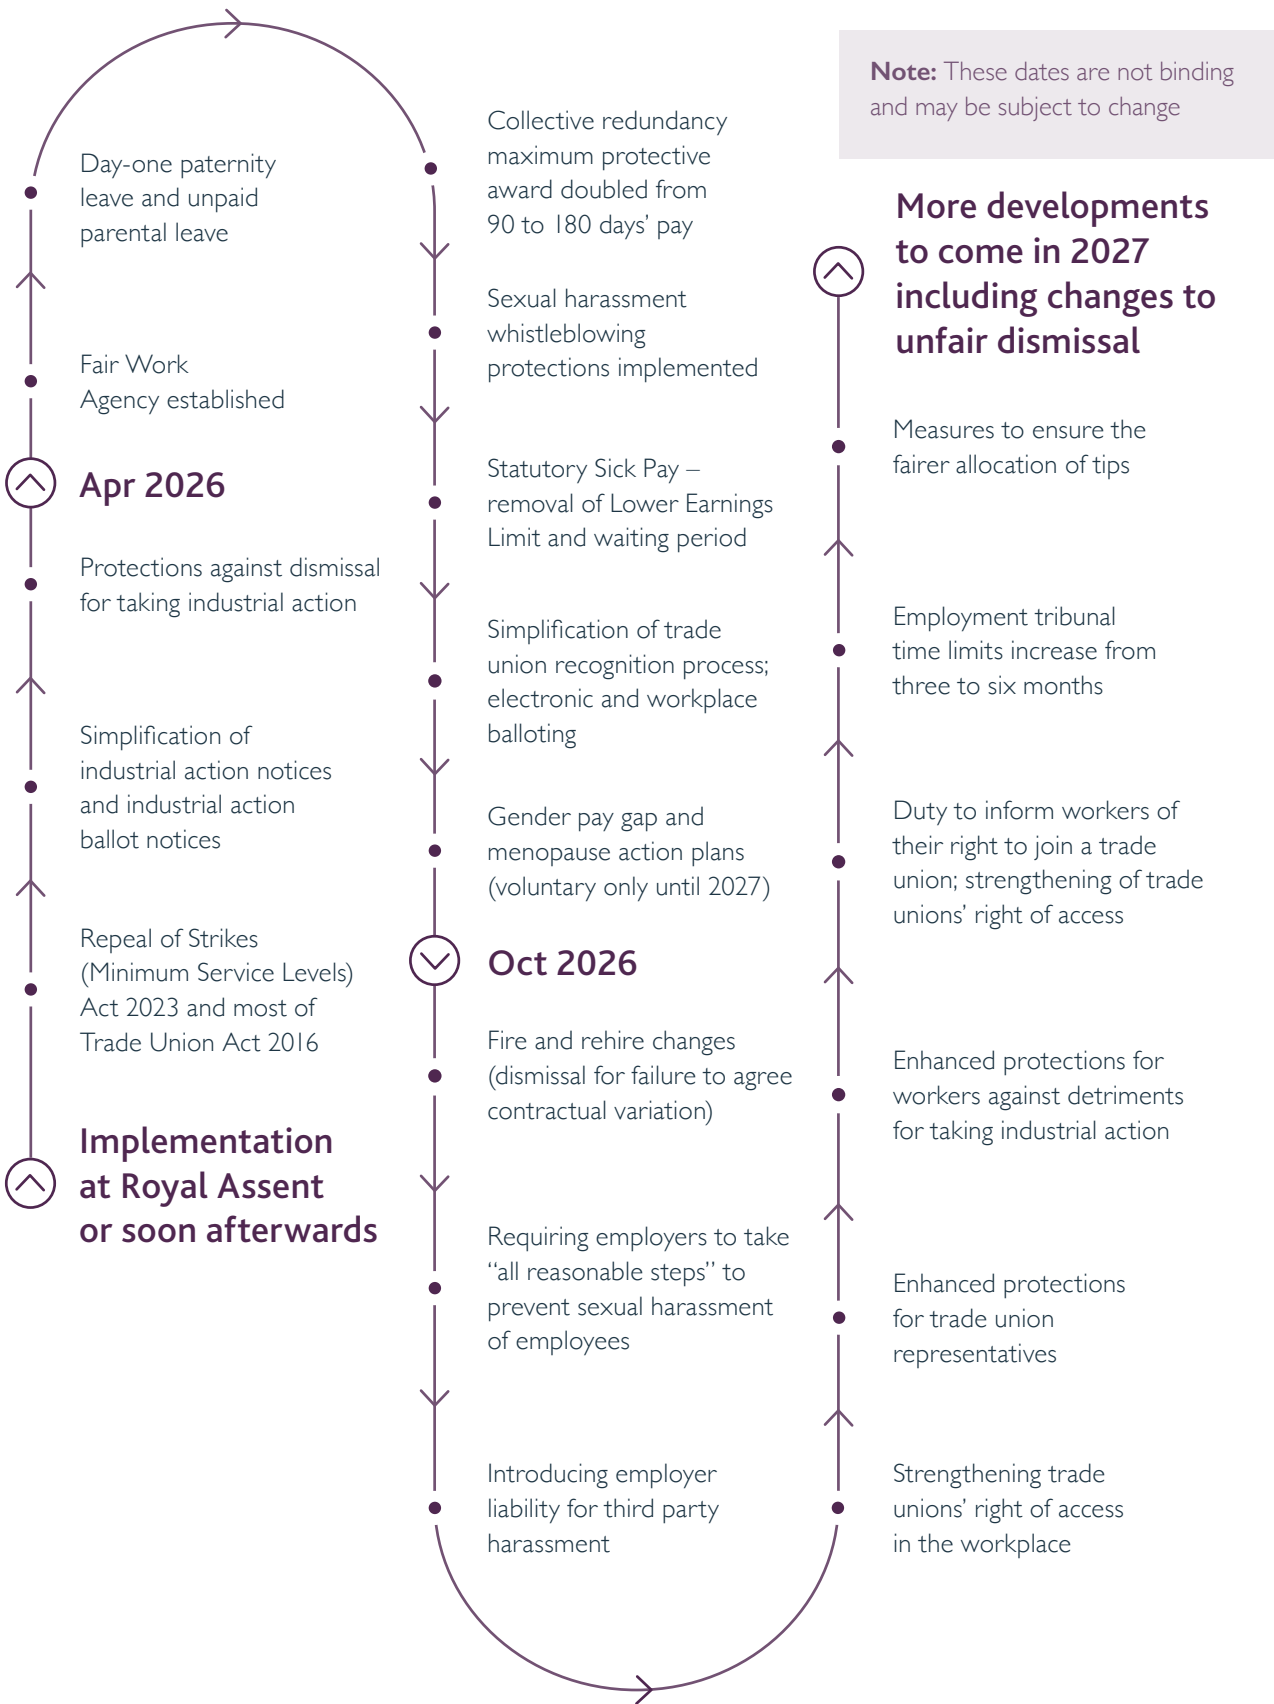 Implementation
at Royal Assent
or soon afterwards
Repeal of Strikes
(Minimum Service Levels)
Act 2023 and most of
Trade Union Act 2016
Simplification of
industrial action notices
and industrial action
ballot notices
Protections against dismissal
for taking industrial action
Apr 2026
Fair Work
Agency established
Day-one paternity
leave and unpaid
parental leave
Collective redundancy
maximum protective
award doubled from
90 to 180 days’ pay
Sexual harassment
whistleblowing
protections implemented
Statutory Sick Pay –
removal of Lower Earnings
Limit and waiting period
Simplification of trade
union recognition process;
electronic and workplace
balloting
Gender pay gap and
menopause action plans
(voluntary only until 2027)
Oct 2026
Fire and rehire changes
(dismissal for failure to agree
contractual variation)
Requiring employers to take
“all reasonable steps” to
prevent sexual harassment
of employees
Introducing employer
liability for third party
harassment
Strengthening trade
unions’ right of access
in the workplace
Enhanced protections
for trade union
representatives
Enhanced protections for
workers against detriments
for taking industrial action
Duty to inform workers of
their right to join a trade
union; strengthening of trade
unions’ right of access
Employment tribunal
time limits increase from
three to six months
Measures to ensure the
fairer allocation of tips
More developments
to come in 2027
including changes to
unfair dismissal
Note: These dates are not binding
and may be subject to change